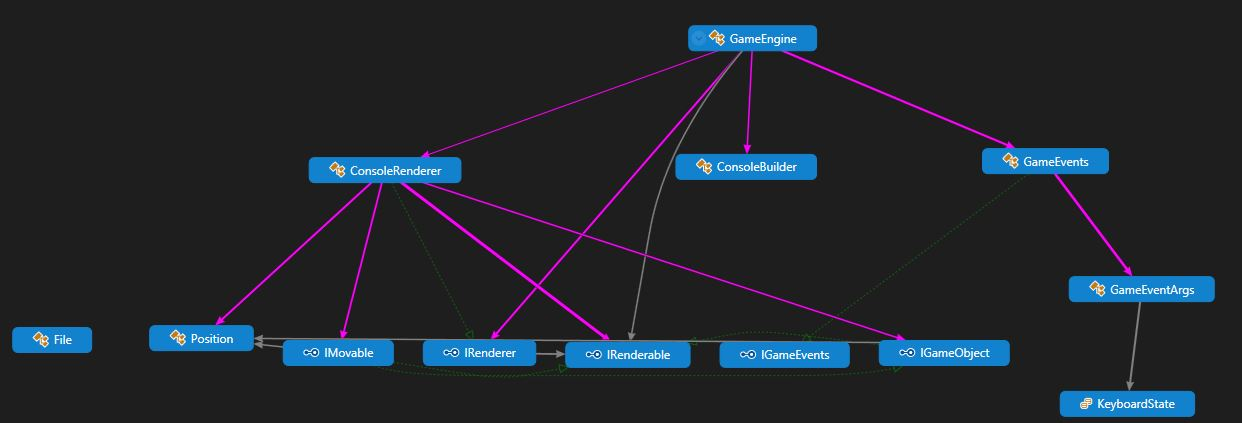 GameEngine
ConsoleRenderer
ConsoleBuilder
GameEvents
GameEventArgs
File
Position
IMovable
IRenderer
IRenderable
IGameEvents
IGameObject
KeyboardState